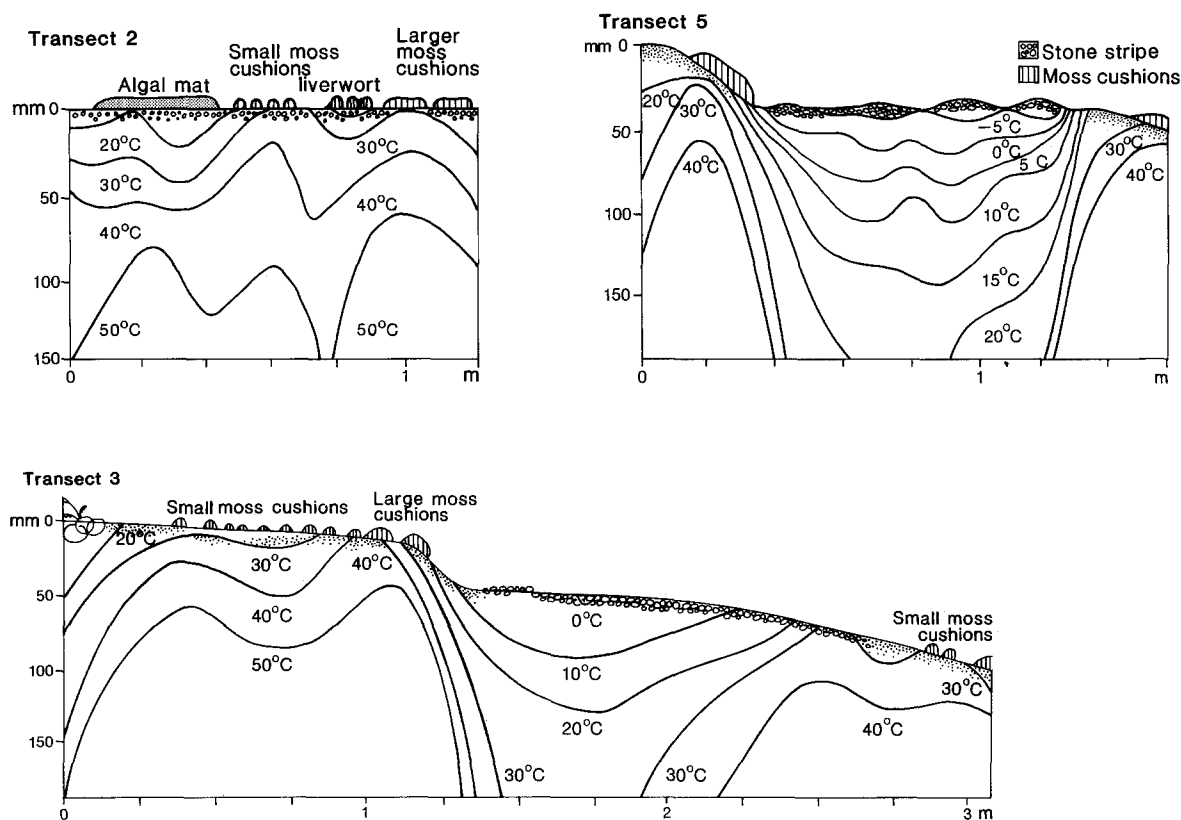 Transect 2
Small moss
cushions
Larger
moss
cushions
Algal mat
liverwort
mm 0
50
100
150
20°C
30°C
40°C
50°C
30°C
40°C
50°C
0
1
m
Transect 5
Stone stripe
Moss cushions
mm 0
50
100
150
20°C
30°C
40°C
−5°C
0°C
5 C
10°C
15°C
20°C
30°C
40°C
0
1
m
Transect 3
Small moss cushions
Large moss
cushions
mm 0
50
100
150
20°C
30°C
40°C
50°C
40°C
0°C
10°C
20°C
30°C
30°C
Small moss
cushions
30°C
40°C
0
1
2
3 m